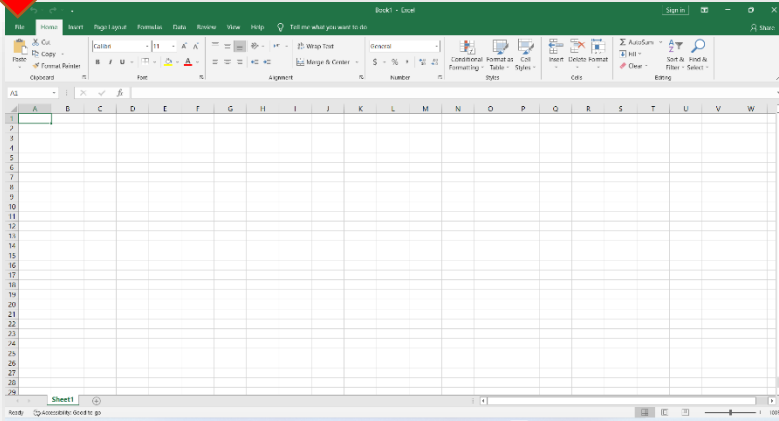 Book1 - Excel
Sign in
File Home Insert Page Layout Formulas Data Review View Help Tell me what you want to do
Share
Paste
Cut
Copy
Format Painter
Clipboard
Calibri 11 A A
B I U A
Font
Wrap Text
Merge & Center
Alignment
General
$ % ,
Number
Conditional Formatting
Format as Table
Cell Styles
Styles
Insert Delete Format
Cells
AutoSum
Fill
Clear
Sort & Filter
Find & Select
Editing
A1 fx
A B C D E F G H I J K L M N O P Q R S T U V W
1
2
3
4
5
6
7
8
9
10
11
12
13
14
15
16
17
18
19
20
21
22
23
24
25
26
27
28
29
Sheet1
Ready Accessibility: Good to go